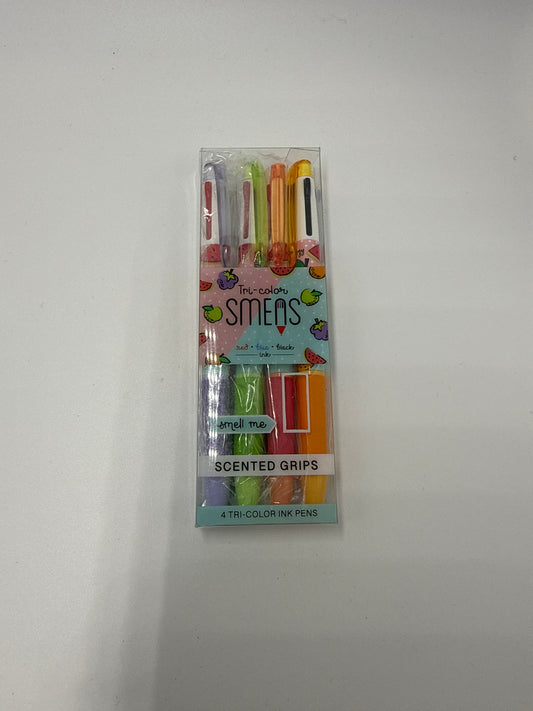 Tri-color
SMENS
red • blue • black
ink
smell me
SCENTED GRIPS
4 TRI-COLOR INK PENS